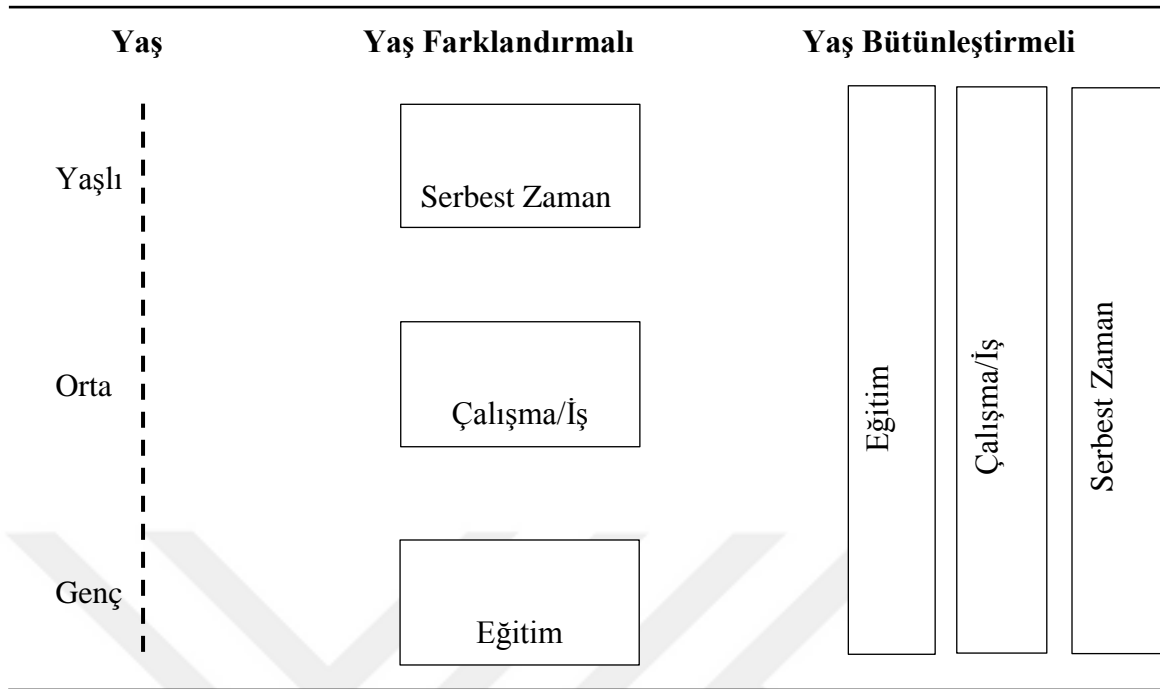 Yaş Yaş Farklandırmalı Yaş Bütünleştirmeli
Yaşlı
Serbest Zaman
Orta
Çalışma/İş
Genç
Eğitim
Eğitim
Çalışma/İş
Serbest Zaman